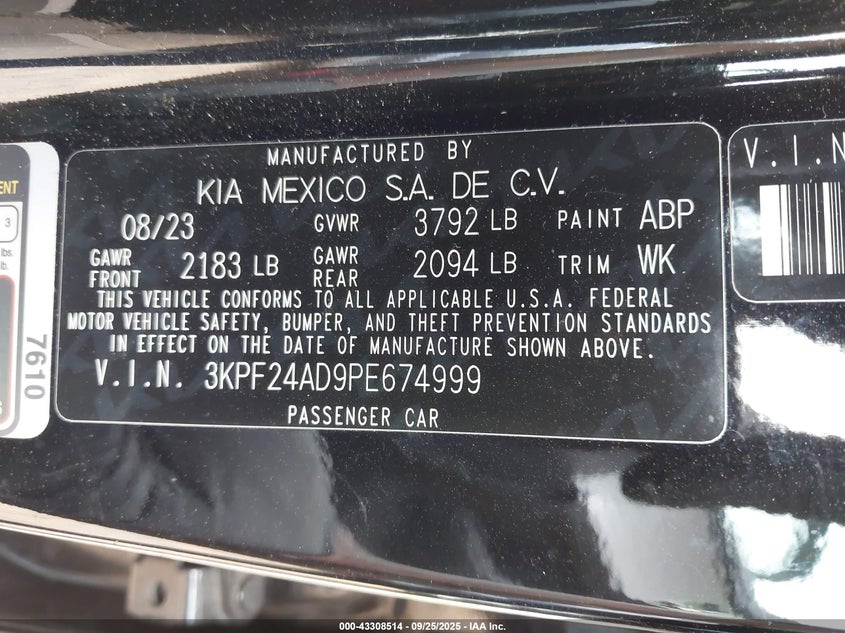 MANUFACTURED BY
KIA MEXICO S.A. DE C.V.
08/23 GVWR 3792 LB PAINT ABP
GAWR FRONT 2183 LB GAWR REAR 2094 LB TRIM WK
THIS VEHICLE CONFORMS TO ALL APPLICABLE U.S.A. FEDERAL
MOTOR VEHICLE SAFETY, BUMPER, AND THEFT PREVENTION STANDARDS
IN EFFECT ON THE DATE OF MANUFACTURE SHOWN ABOVE.
V.I.N. 3KPF24AD9PE674999
PASSENGER CAR
V.I.N
3
lbs.
lb.
7610
000-43308514 - 09/25/2025 - IAA Inc.